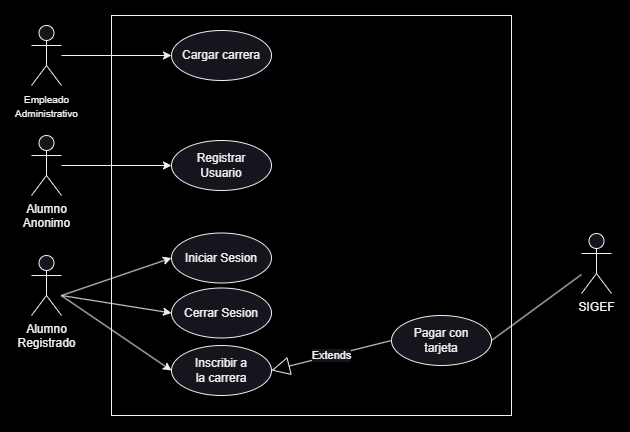 Cargar carrera
Empleado
Administrativo
Registrar
Usuario
Alumno
Anonimo
Iniciar Sesion
Cerrar Sesion
Alumno
Registrado
Inscribir a
la carrera
Extends
Pagar con
tarjeta
SIGEF